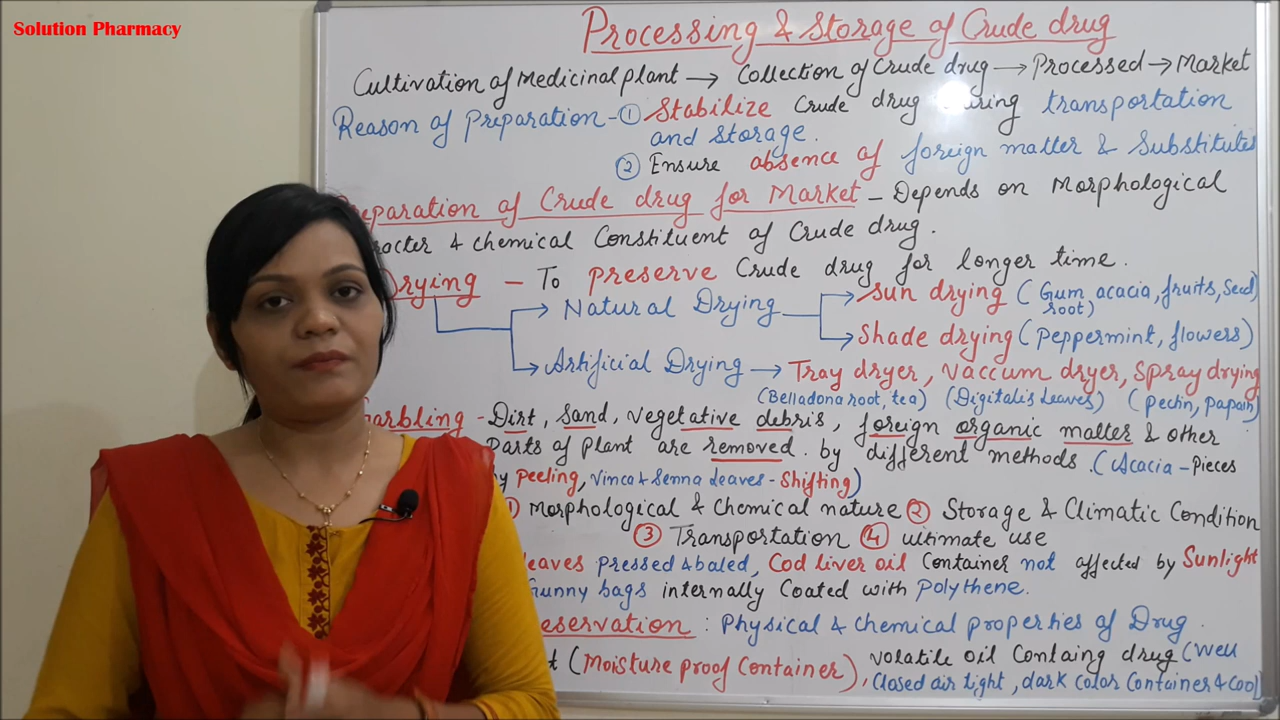 Solution Pharmacy
Processing & Storage of Crude drug
Cultivation of Medicinal plant → Collection of Crude drug → Processed → Market
Reason of Preparation - ① Stabilize Crude drug during transportation
and storage.
② Ensure absence of foreign matter & Substitutes
Preparation of Crude drug for Market - Depends on Morphological
racter & chemical Constituent of Crude drug.
Drying - To preserve Crude drug for longer time.
Natural Drying → Sun drying (Gum acacia, fruits, Seed
root)
→ Shade drying (Peppermint, flowers)
Artificial Drying → Tray dryer, Vaccum dryer, Spray drying
(Belladona root, tea) (Digitalis leaves) (Pectin, Papain)
Garbling - Dirt, Sand, Vegetative debris, foreign organic matter & other
Parts of plant are removed by different methods. (Acacia - Pieces
by Peeling, Vinca & Senna Leaves - Shifting)
① Morphological & Chemical nature ② Storage & Climatic Condition
③ Transportation ④ ultimate use
Leaves pressed & baled, Cod liver oil Container not affected by Sunlight
Gunny bags internally Coated with Polythene.
eservation : Physical & chemical properties of Drug.
t (Moisture proof Container), Volatile oil Containg drug (Well
Closed air tight, dark color Container & Cool)